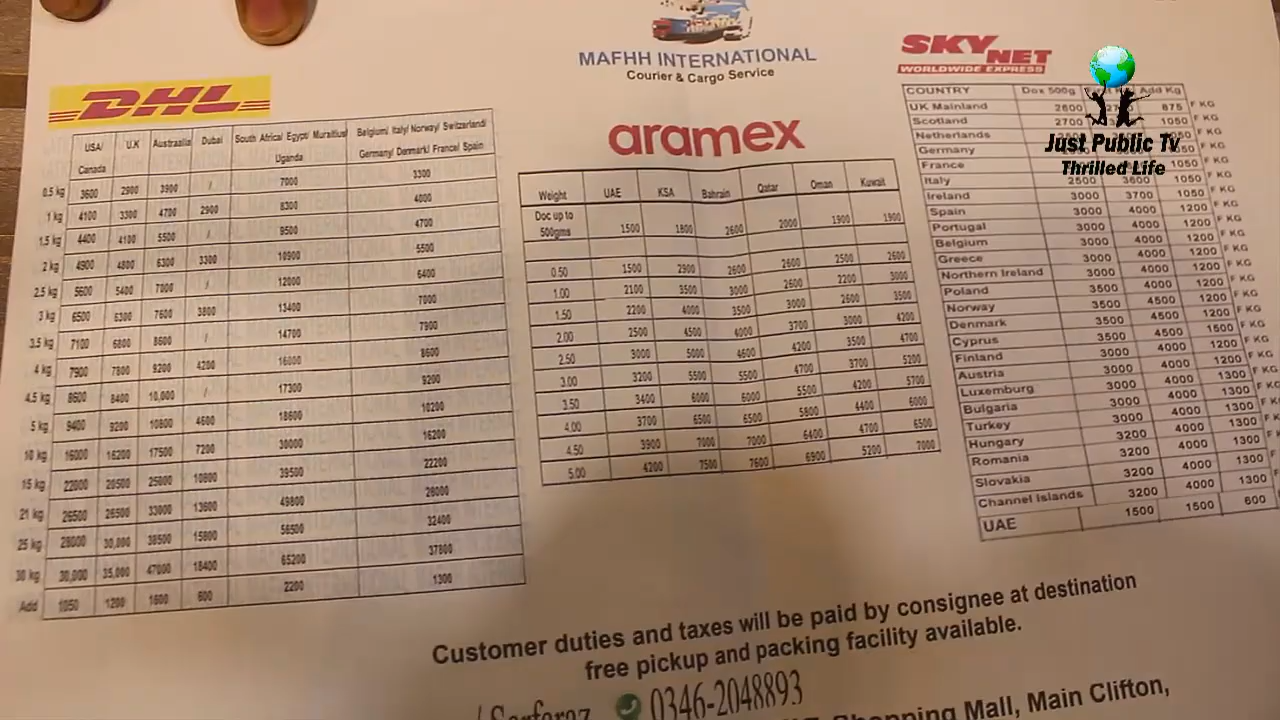 MAFHH INTERNATIONAL
Courier & Cargo Service
DHL
USA/ Canada U.K Austraalia Dubai South Africa/ Egypt/ Muraitius/ Uganda Belgium/ Italy/ Norway/ Switzarland/ Germany/ Denmark/ France/ Spain
0.5 kg 3600 2900 3900 / 7000 3300
1 kg 4100 3300 4700 2900 8300 4000
1.5 kg 4400 4100 5500 / 9500 4700
2 kg 4900 4800 6300 3300 10900 5500
2.5 kg 5600 5400 7000 / 12000 6400
3 kg 6500 6300 7600 3800 13400 7000
3.5 kg 7100 6800 8600 / 14700 7900
4 kg 7900 7800 9200 4200 16000 8600
4.5 kg 8600 8400 10,000 / 17300 9200
5 kg 9400 9200 10800 4600 18600 10200
10 kg 16000 16200 17500 7200 30000 16200
15 kg 22000 20500 25000 10800 39500 22200
21 kg 26500 26500 33000 13600 49800 28000
25 kg 28000 30,000 38500 15800 56500 32400
30 kg 30,000 35,000 47000 18400 65200 37800
Add 1050 1200 1600 600 2200 1300
aramex
Weight UAE KSA Bahrain Qatar Oman Kuwait
Doc up to 500gms 1500 1800 2600 2000 1900 1900
0.50 1500 2900 2600 2600 2500 2600
1.00 2100 3500 3000 2600 2200 3000
1.50 2200 4000 3500 3000 2600 3500
2.00 2500 4500 4000 3700 3000 4200
2.50 3000 5000 4600 4200 3500 4700
3.00 3200 5500 5500 4700 3700 5200
3.50 3400 6000 6000 5500 4200 5700
4.00 3700 6500 6500 5800 4400 6000
4.50 3900 7000 7000 6400 4700 6500
5.00 4200 7500 7600 6900 5200 7000
SKYNET
WORLDWIDE EXPRESS
COUNTRY Dox 500g Add Kg
UK Mainland 2600 875 F KG
Scotland 2700 1050 F KG
Netherlands F KG
Germany F KG
France 1050 F KG
Italy 2500 3600 1050 F KG
Ireland 3000 3700 1050 F KG
Spain 3000 4000 1200 F KG
Portugal 3000 4000 1200 F KG
Belgium 3000 4000 1200 F KG
Greece 3000 4000 1200 F KG
Northern Ireland 3000 4000 1200 F KG
Poland 3500 4500 1200 F KG
Norway 3500 4500 1200 F KG
Denmark 3500 4500 1500 F KG
Cyprus 3000 4000 1200 F KG
Finland 3000 4000 1300
Austria 3000 4000 1300
Luxemburg 3000 4000 1300
Bulgaria 3000 4000 1300
Turkey 3200 4000 1300
Hungary 3200 4000 1300
Romania 3200 4000 1300
Slovakia
Channel Islands
UAE 1500 1500 600
Just Public Tv
Thrilled Life
Customer duties and taxes will be paid by consignee at destination
free pickup and packing facility available.
0346-2048893
Shopping Mall, Main Clifton,